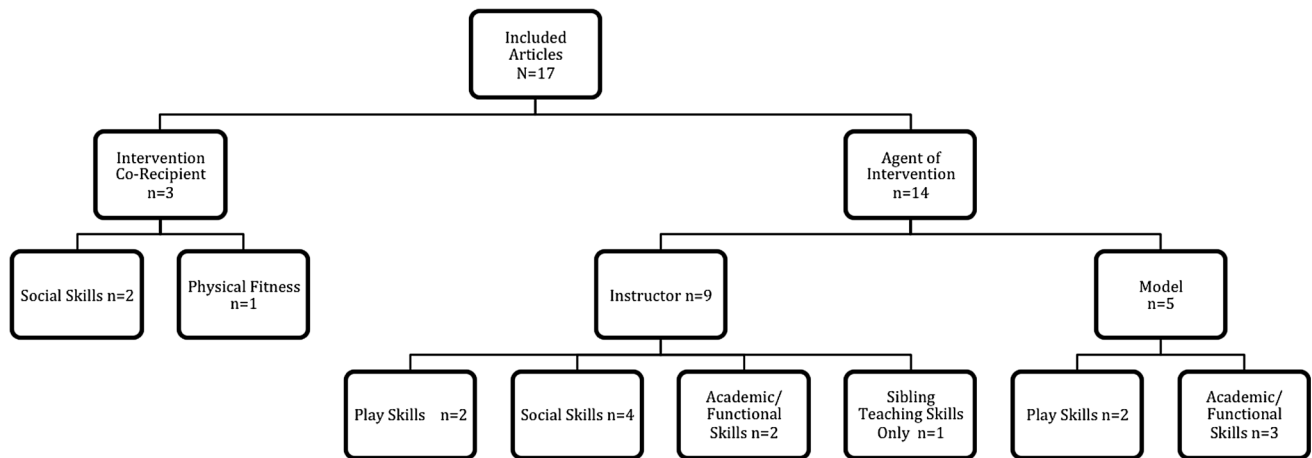 Included
Articles
N=17
Intervention
Co-Recipient
n=3
Agent of
Intervention
n=14
Social Skills n=2
Physical Fitness
n=1
Instructor n=9
Model
n=5
Play Skills n=2
Social Skills n=4
Academic/
Functional
Skills n=2
Sibling
Teaching Skills
Only n=1
Play Skills n=2
Academic/
Functional
Skills n=3